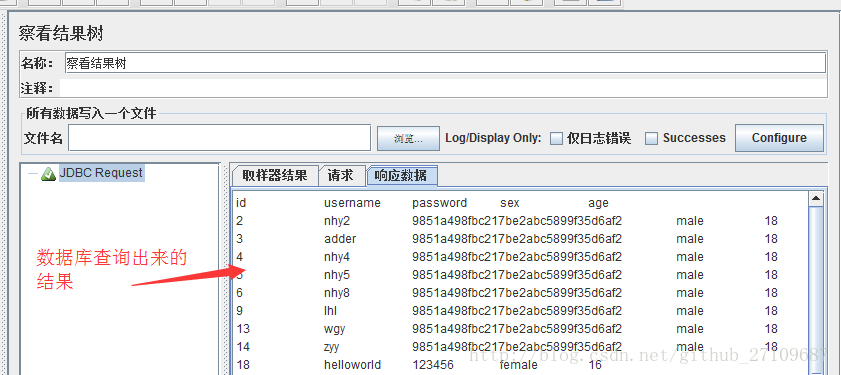 察看结果树
名称： 察看结果树
注释：
所有数据写入一个文件
文件名 浏览... Log/Display Only: 仅日志错误 Successes Configure
JDBC Request
取样器结果 请求 响应数据
id username password sex age
2 nhy2 9851a498fbc217be2abc5899f35d6af2 male 18
3 adder 9851a498fbc217be2abc5899f35d6af2 male 18
4 nhy4 9851a498fbc217be2abc5899f35d6af2 male 18
5 nhy5 9851a498fbc217be2abc5899f35d6af2 male 18
6 nhy8 9851a498fbc217be2abc5899f35d6af2 male 18
9 lhl 9851a498fbc217be2abc5899f35d6af2 male 18
13 wgy 9851a498fbc217be2abc5899f35d6af2 male 18
14 zyy 9851a498fbc217be2abc5899f35d6af2 male 18
18 helloworld 123456 female 16
数据库查询出来的
结果
http://blog.csdn.net/github_27109687